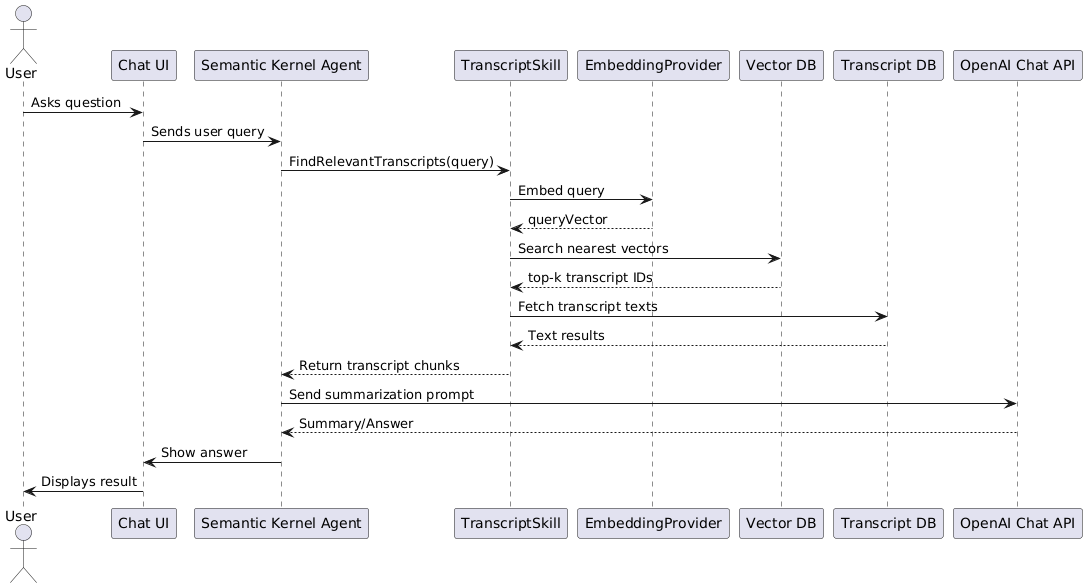 User
Chat UI
Semantic Kernel Agent
TranscriptSkill
EmbeddingProvider
Vector DB
Transcript DB
OpenAI Chat API
Asks question
Sends user query
FindRelevantTranscripts(query)
Embed query
queryVector
Search nearest vectors
top-k transcript IDs
Fetch transcript texts
Text results
Return transcript chunks
Send summarization prompt
Summary/Answer
Show answer
Displays result
User
Chat UI
Semantic Kernel Agent
TranscriptSkill
EmbeddingProvider
Vector DB
Transcript DB
OpenAI Chat API